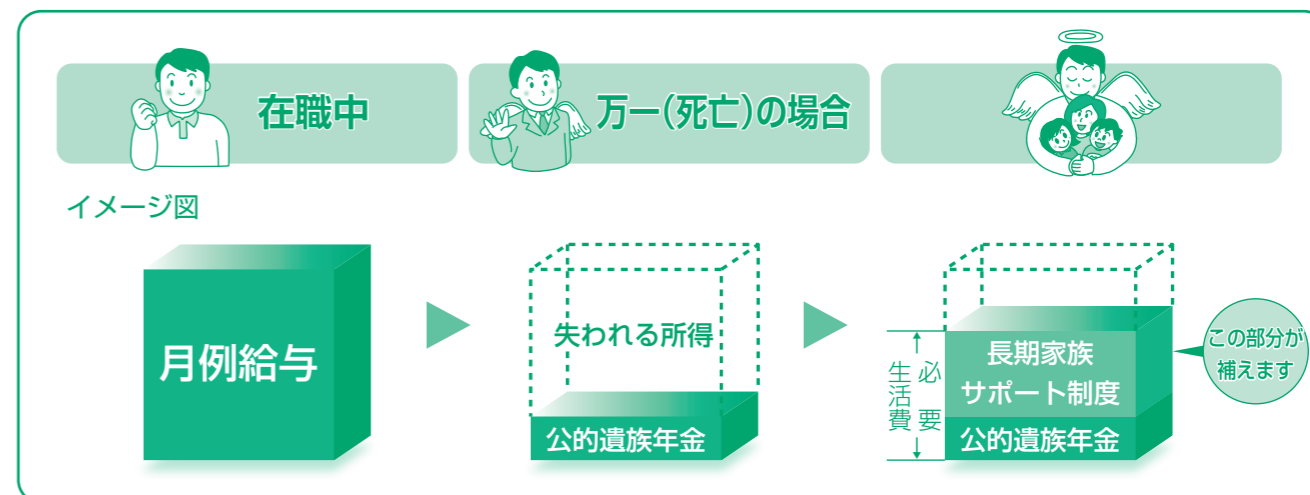 在職中
万一(死亡)の場合
イメージ図
月例給与
失われる所得
公的遺族年金
必要
生活費
長期家族
サポート制度
公的遺族年金
この部分が
補えます